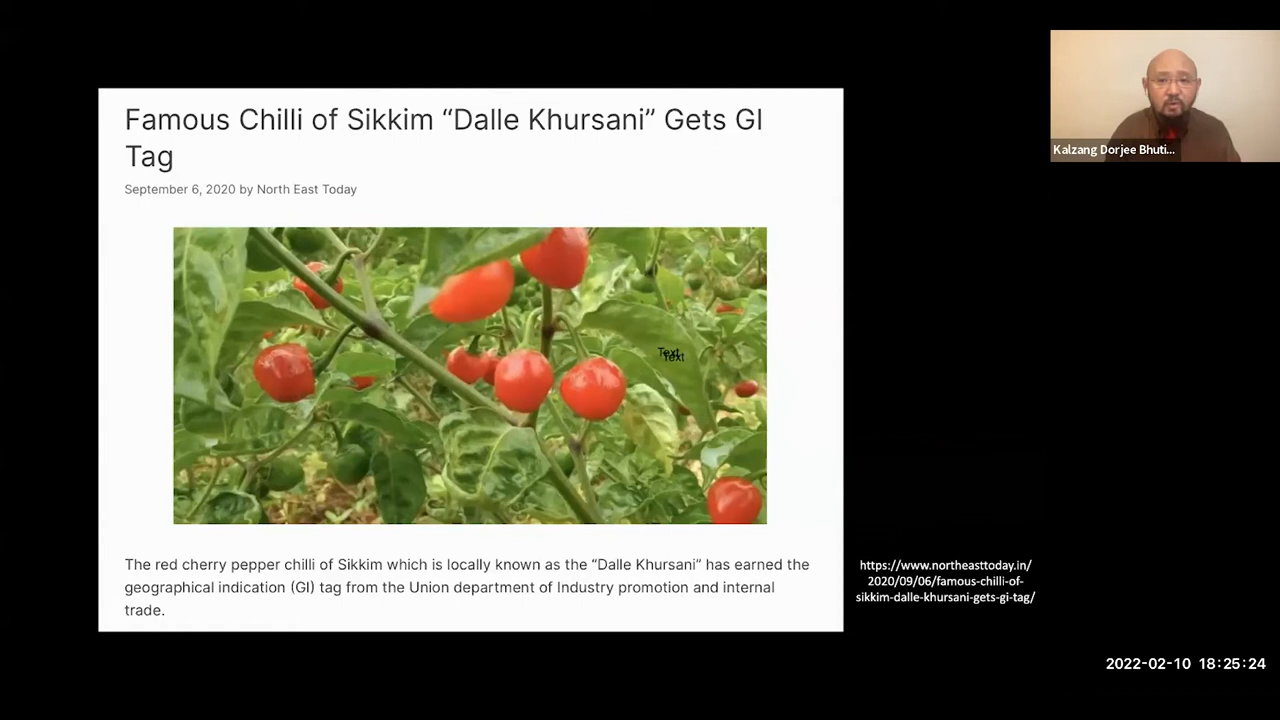 Famous Chilli of Sikkim “Dalle Khursani” Gets GI
Tag
September 6, 2020 by North East Today
Text
Text
The red cherry pepper chilli of Sikkim which is locally known as the “Dalle Khursani” has earned the
geographical indication (GI) tag from the Union department of Industry promotion and internal
trade.
https://www.northeasttoday.in/
2020/09/06/famous-chilli-of-
sikkim-dalle-khursani-gets-gi-tag/
Kalzang Dorjee Bhuti...
2022-02-10 18:25:24